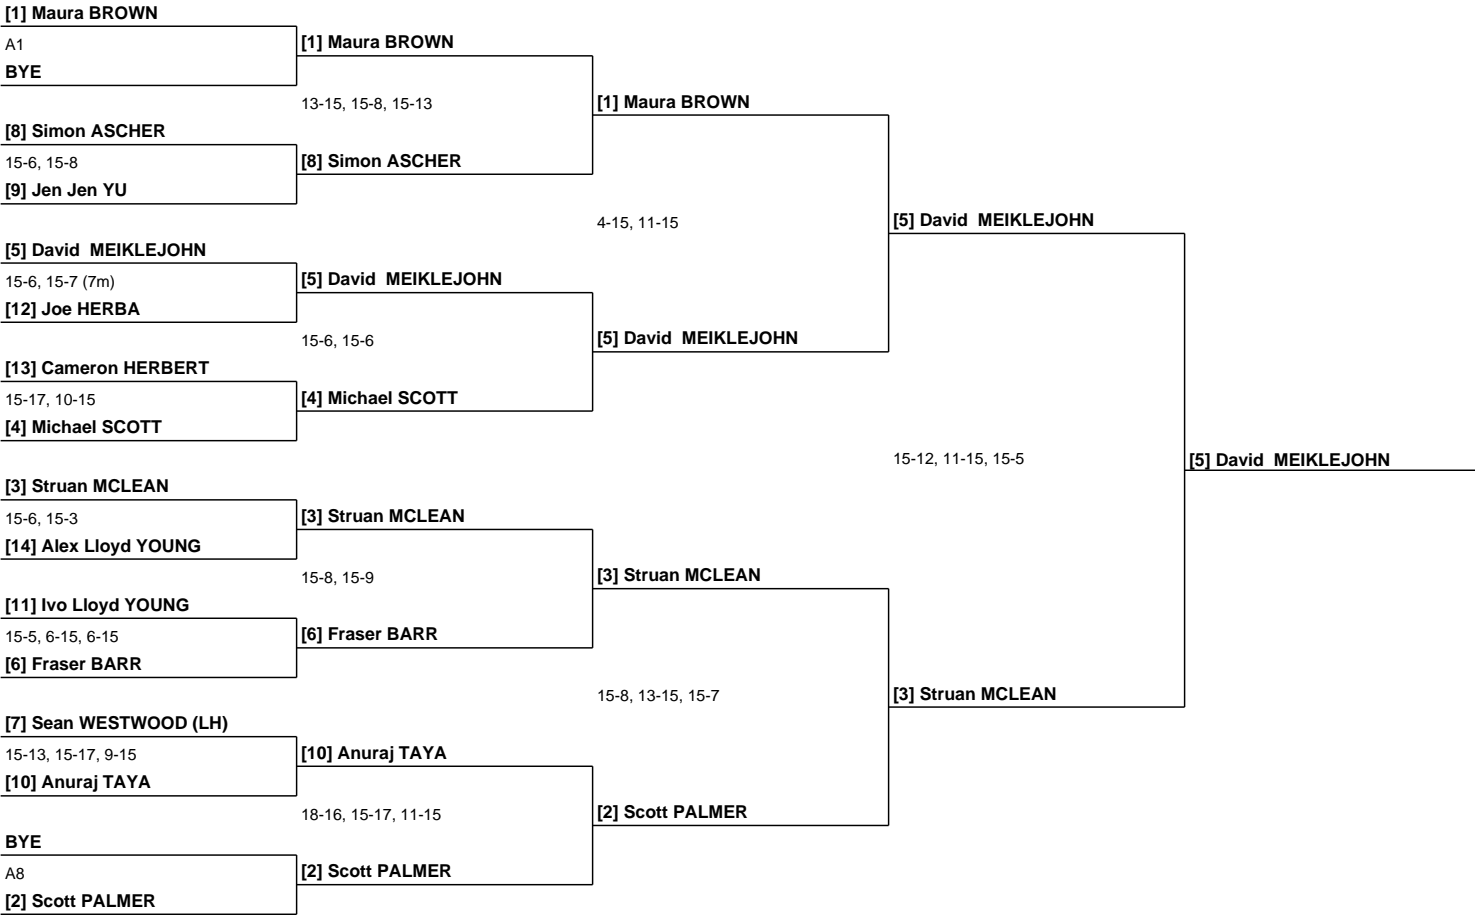 [1] Maura BROWN
A1
BYE
[8] Simon ASCHER
15-6, 15-8
[9] Jen Jen YU
[5] David  MEIKLEJOHN
15-6, 15-7 (7m)
[12] Joe HERBA
[13] Cameron HERBERT
15-17, 10-15
[4] Michael SCOTT
[3] Struan MCLEAN
15-6, 15-3
[14] Alex Lloyd YOUNG
[11] Ivo Lloyd YOUNG
15-5, 6-15, 6-15
[6] Fraser BARR
[7] Sean WESTWOOD (LH)
15-13, 15-17, 9-15
[10] Anuraj TAYA
BYE
A8
[2] Scott PALMER
[1] Maura BROWN
13-15, 15-8, 15-13
[8] Simon ASCHER
[5] David  MEIKLEJOHN
15-6, 15-6
[4] Michael SCOTT
[3] Struan MCLEAN
15-8, 15-9
[6] Fraser BARR
[10] Anuraj TAYA
18-16, 15-17, 11-15
[2] Scott PALMER
[1] Maura BROWN
4-15, 11-15
[5] David  MEIKLEJOHN
[3] Struan MCLEAN
15-8, 13-15, 15-7
[2] Scott PALMER
[5] David  MEIKLEJOHN
15-12, 11-15, 15-5
[3] Struan MCLEAN
[5] David  MEIKLEJOHN